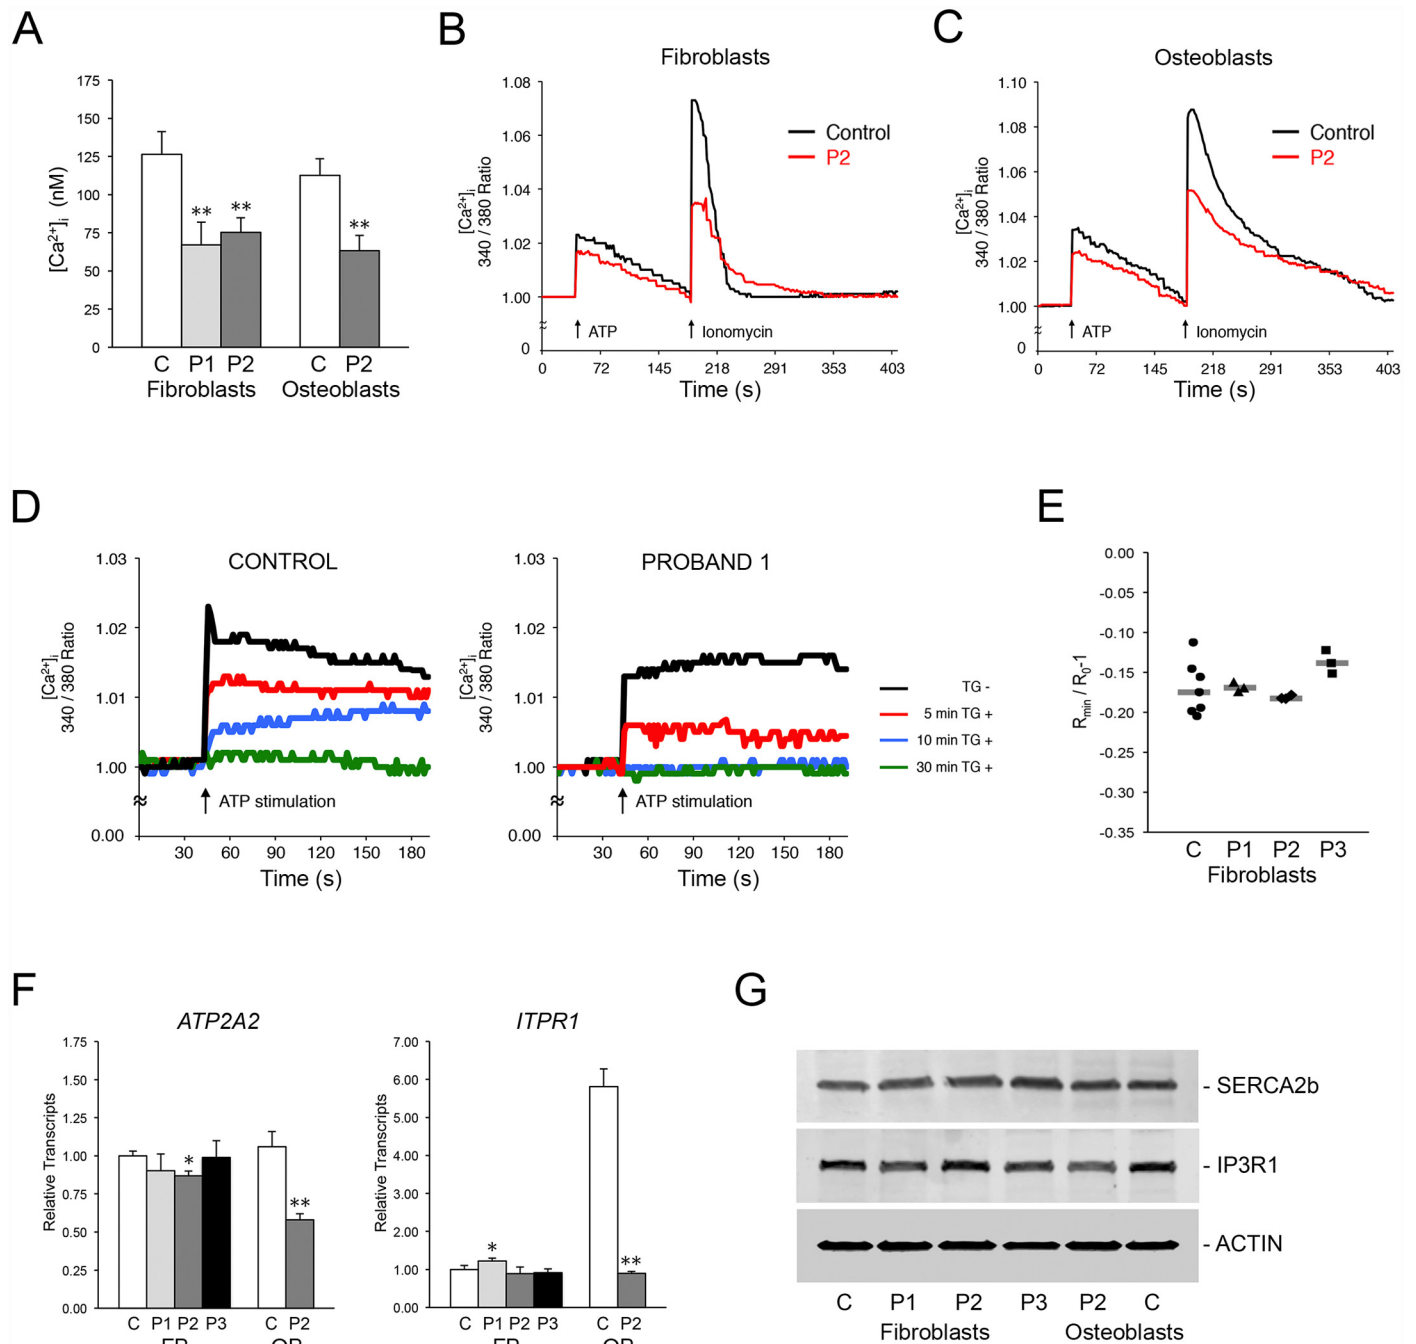 A
175
150
125
100
75
50
25
0
[Ca2+]i (nM)
** **
**
C P1 P2 C P2
Fibroblasts Osteoblasts
B
Fibroblasts
1.08
1.06
1.04
1.02
1.00
0
[Ca2+]i
340 / 380 Ratio
Control
P2
ATP Ionomycin
0 72 145 218 291 353 403
Time (s)
C
Osteoblasts
1.10
1.08
1.06
1.04
1.02
1.00
0
[Ca2+]i
340 / 380 Ratio
Control
P2
ATP Ionomycin
0 72 145 218 291 353 403
Time (s)
D
CONTROL
1.03
1.02
1.01
1.00
0.00
[Ca2+]i
340 / 380 Ratio
ATP stimulation
30 60 90 120 150 180
Time (s)
PROBAND 1
1.03
1.02
1.01
1.00
0.00
[Ca2+]i
340 / 380 Ratio
ATP stimulation
30 60 90 120 150 180
Time (s)
TG -
5 min TG +
10 min TG +
30 min TG +
E
0.00
-0.05
-0.10
-0.15
-0.20
-0.25
-0.30
-0.35
Rmin / R0-1
C P1 P2 P3
Fibroblasts
F
ATP2A2
1.75
1.50
1.25
1.00
0.75
0.50
0.25
0.00
Relative Transcripts
*
**
C P1 P2 P3 C P2
ITPR1
7.00
6.00
5.00
4.00
3.00
2.00
1.00
0.00
Relative Transcripts
*
**
C P1 P2 P3 C P2
G
- SERCA2b
- IP3R1
- ACTIN
C P1 P2 P3 P2 C
Fibroblasts Osteoblasts